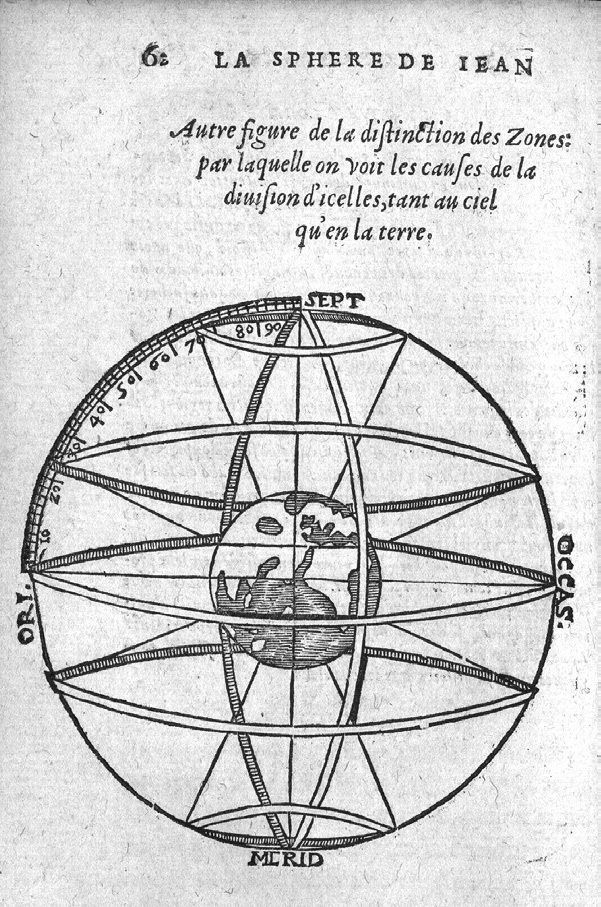 62 LA SPHERE DE IEAN
Autre figure de la diſtinction des Zones:
par laquelle on voit les cauſes de la
diuiſion d'icelles, tant au ciel
qu'en la terre.
SEPT
80 90
70
60
50
40
30
20
10
ORI.
OCCAS.
MERID